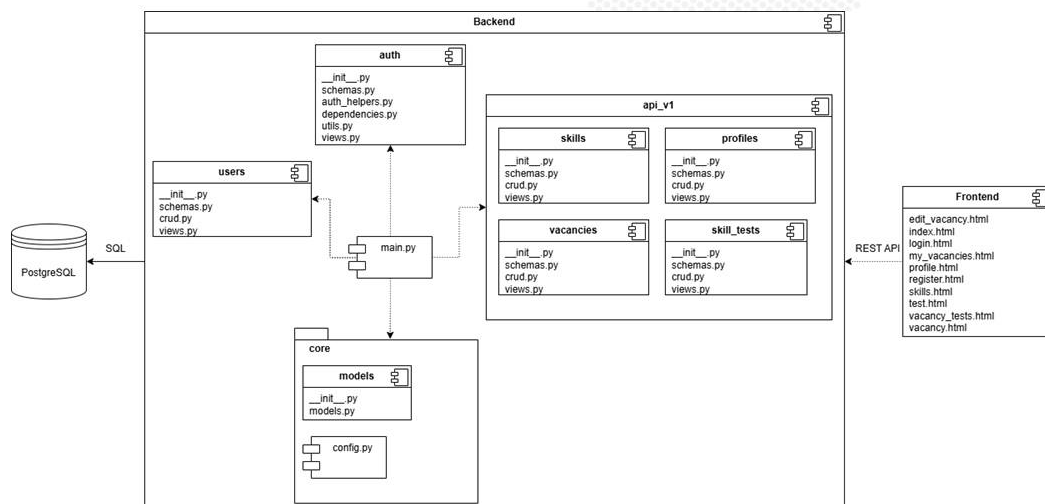 Backend
auth
__init__.py
schemas.py
auth_helpers.py
dependencies.py
utils.py
views.py
api_v1
skills
__init__.py
schemas.py
crud.py
views.py
profiles
__init__.py
schemas.py
crud.py
views.py
users
__init__.py
schemas.py
crud.py
views.py
vacancies
__init__.py
schemas.py
crud.py
views.py
skill_tests
__init__.py
schemas.py
crud.py
views.py
Frontend
edit_vacancy.html
index.html
login.html
my_vacancies.html
profile.html
register.html
skills.html
test.html
vacancy_tests.html
vacancy.html
main.py
SQL
REST API
PostgreSQL
core
models
__init__.py
models.py
config.py